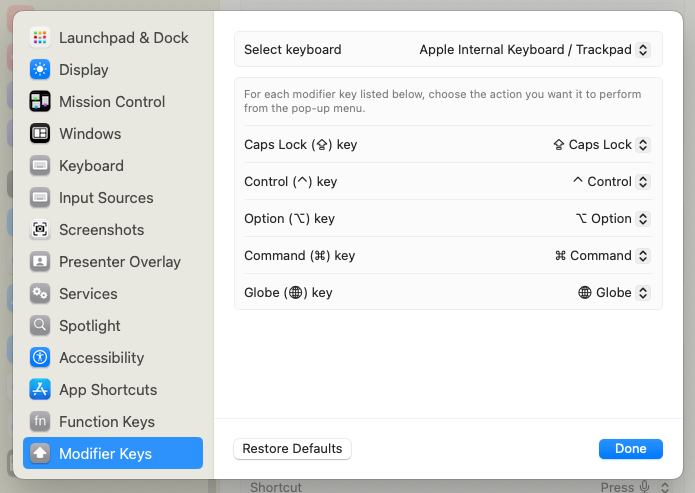 Launchpad & Dock
Display
Mission Control
Windows
Keyboard
Input Sources
Screenshots
Presenter Overlay
Services
Spotlight
Accessibility
App Shortcuts
fn Function Keys
Modifier Keys
Select keyboard Apple Internal Keyboard / Trackpad
For each modifier key listed below, choose the action you want it to perform
from the pop-up menu.
Caps Lock (⇪) key ⇪ Caps Lock
Control (⌃) key ⌃ Control
Option (⌥) key ⌥ Option
Command (⌘) key ⌘ Command
Globe (🌐) key 🌐 Globe
Restore Defaults Done
Shortcut Press